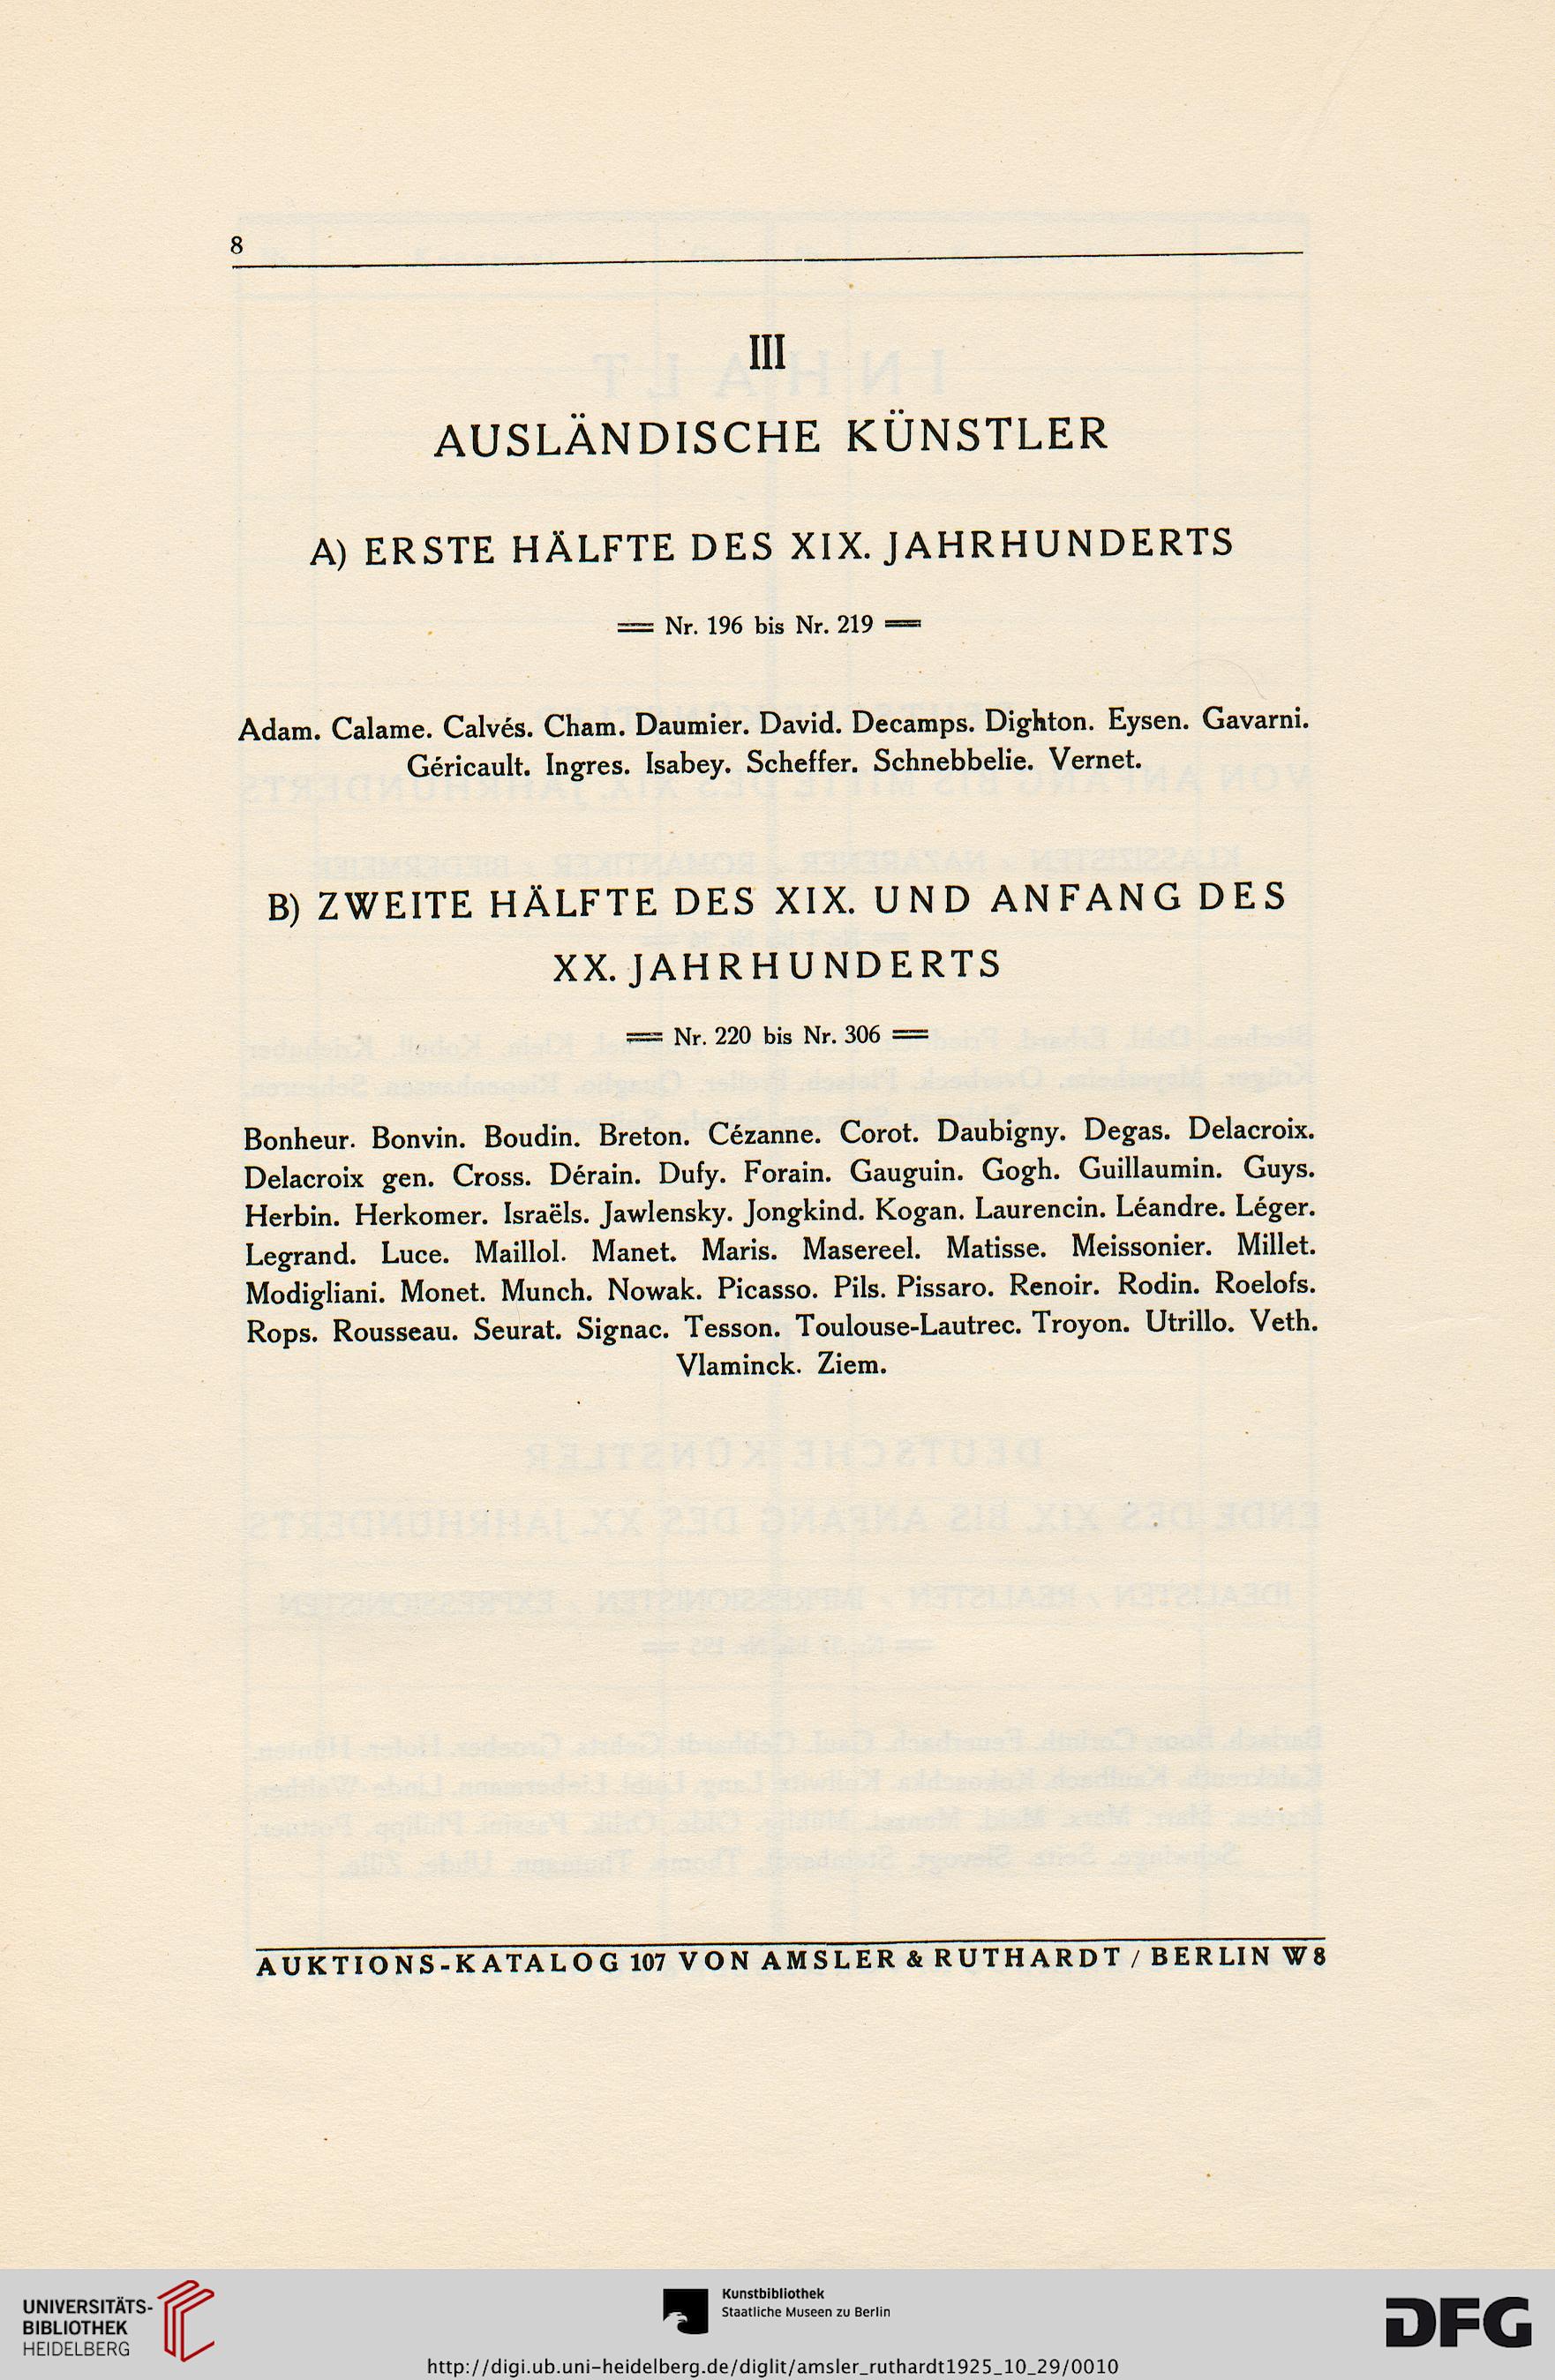 8
III
AUSLÄNDISCHE KÜNSTLER
A) ERSTE HÄLFTE DES XIX. JAHRHUNDERTS
== Nr. 196 bis Nr. 219 ==
Adam. Calame. Calvés. Cham. Daumier. David. Decamps. Dighton. Eysen. Gavarni.
Géricault. Ingres. Isabey. Scheffer. Schnebbelie. Vernet.
B) ZWEITE HÄLFTE DES XIX. UND ANFANG DES
XX. JAHRHUNDERTS
== Nr. 220 bis Nr. 306 ==
Bonheur. Bonvin. Boudin. Breton. Cézanne. Corot. Daubigny. Degas. Delacroix.
Delacroix gen. Cross. Dérain. Dufy. Forain. Gauguin. Gogh. Guillaumin. Guys.
Herbin. Herkomer. Israëls. Jawlensky. Jongkind. Kogan. Laurencin. Léandre. Léger.
Legrand. Luce. Maillol. Manet. Maris. Masereel. Matisse. Meissonier. Millet.
Modigliani. Monet. Munch. Nowak. Picasso. Pils. Pissaro. Renoir. Rodin. Roelofs.
Rops. Rousseau. Seurat. Signac. Tesson. Toulouse-Lautrec. Troyon. Utrillo. Veth.
Vlaminck. Ziem.
AUKTIONS-KATALOG 107 VON AMSLER & RUTHARDT / BERLIN W 8
UNIVERSITÄTS-
BIBLIOTHEK
HEIDELBERG
Kunstbibliothek
Staatliche Museen zu Berlin
DFG
http://digi.ub.uni-heidelberg.de/diglit/amsler_ruthardt1925_10_29/0010